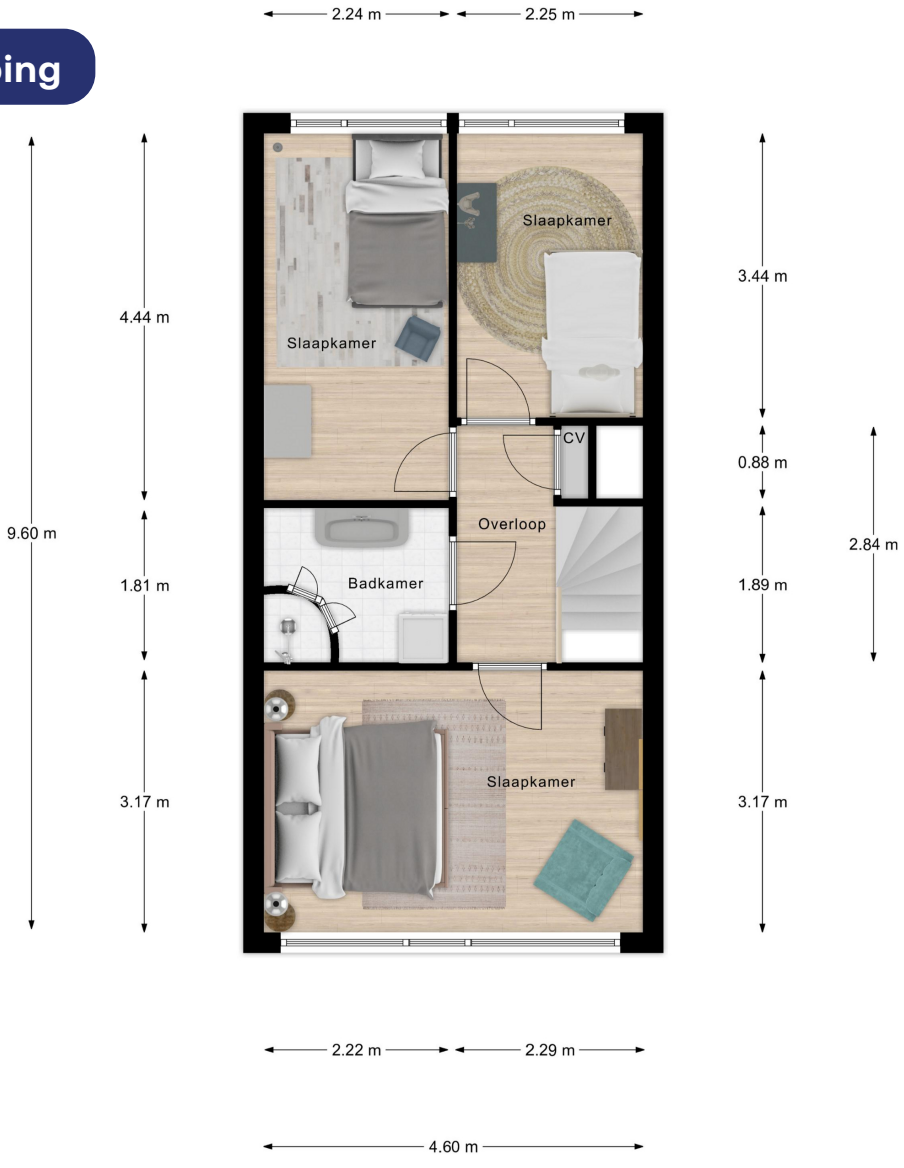 2.24 m
2.25 m
Slaapkamer
3.44 m
4.44 m
Slaapkamer
CV
0.88 m
Overloop
9.60 m
2.84 m
1.81 m
Badkamer
1.89 m
Slaapkamer
3.17 m
3.17 m
2.22 m
2.29 m
4.60 m